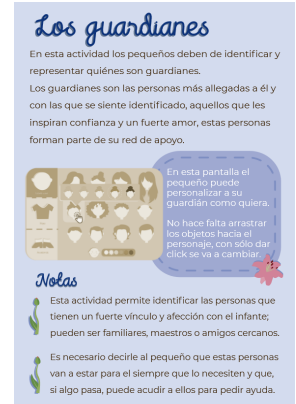 Los guardianes
En esta actividad los pequeños deben de identificar y
representar quiénes son guardianes.
Los guardianes son las personas más allegadas a él y
con las que se siente identificado, aquellos que les
inspiran confianza y un fuerte amor, estas personas
forman parte de su red de apoyo.
En esta pantalla el
pequeño puede
personalizar a su
guardián como quiera.
No hace falta arrastrar
los objetos hacia el
personaje, con sólo dar
click se va a cambiar.
Notas
Esta actividad permite identificar las personas que
tienen un fuerte vínculo y afección con el infante;
pueden ser familiares, maestros o amigos cercanos.
Es necesario decirle al pequeño que estas personas
van a estar para el siempre que lo necesiten y que,
si algo pasa, puede acudir a ellos para pedir ayuda.